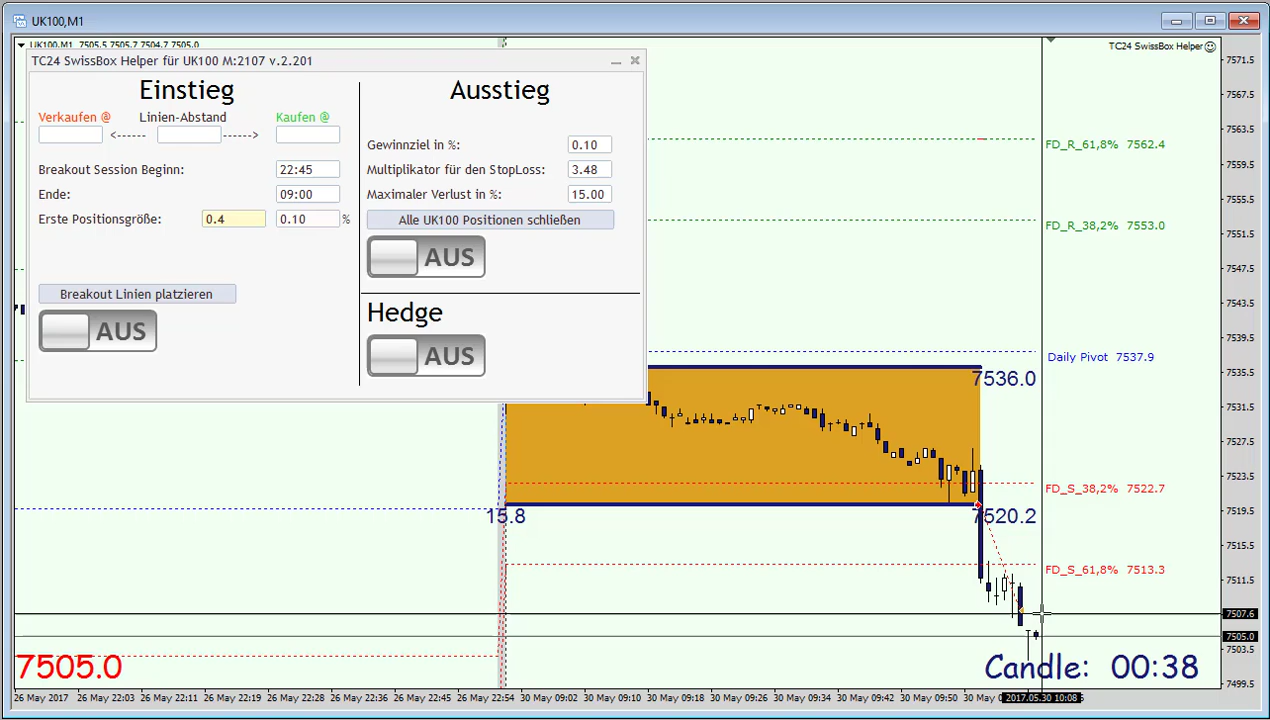 UK100,M1
UK100,M1 7505.5 7505.7 7504.7 7505.0
TC24 SwissBox Helper
TC24 SwissBox Helper für UK100 M:2107 v.2.201
Einstieg
Verkaufen @
Linien-Abstand
Kaufen @
<------
------>
Breakout Session Beginn:
22:45
Ende:
09:00
Erste Positionsgröße:
0.4
0.10
%
Breakout Linien platzieren
AUS
Ausstieg
Gewinnziel in %:
0.10
Multiplikator für den StopLoss:
3.48
Maximaler Verlust in %:
15.00
Alle UK100 Positionen schließen
AUS
Hedge
AUS
FD_R_61,8% 7562.4
FD_R_38,2% 7553.0
Daily Pivot 7537.9
7536.0
FD_S_38,2% 7522.7
15.8
7520.2
FD_S_61,8% 7513.3
7505.0
Candle: 00:38
7571.5
7567.5
7563.5
7559.5
7555.5
7551.5
7547.5
7543.5
7539.5
7535.5
7531.5
7527.5
7523.5
7519.5
7515.5
7511.5
7507.6
7505.0
7503.5
7499.5
26 May 2017
26 May 22:03
26 May 22:11
26 May 22:19
26 May 22:28
26 May 22:36
26 May 22:45
26 May 22:54
30 May 09:02
30 May 09:10
30 May 09:18
30 May 09:26
30 May 09:34
30 May 09:42
30 May 09:50
30 May
2017.05.30 10:08